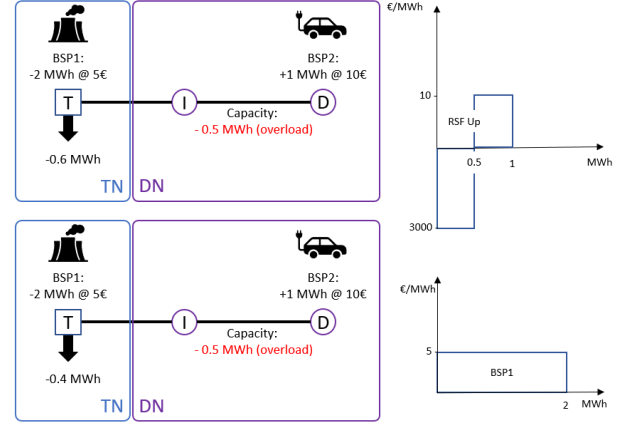 BSP1:
-2 MWh @ 5€
BSP2:
+1 MWh @ 10€
T
I
D
Capacity:
- 0.5 MWh (overload)
-0.6 MWh
TN
DN
€/MWh
10
RSF Up
0.5
1
MWh
3000
BSP1:
-2 MWh @ 5€
BSP2:
+1 MWh @ 10€
T
I
D
Capacity:
- 0.5 MWh (overload)
-0.4 MWh
TN
DN
€/MWh
5
BSP1
2
MWh